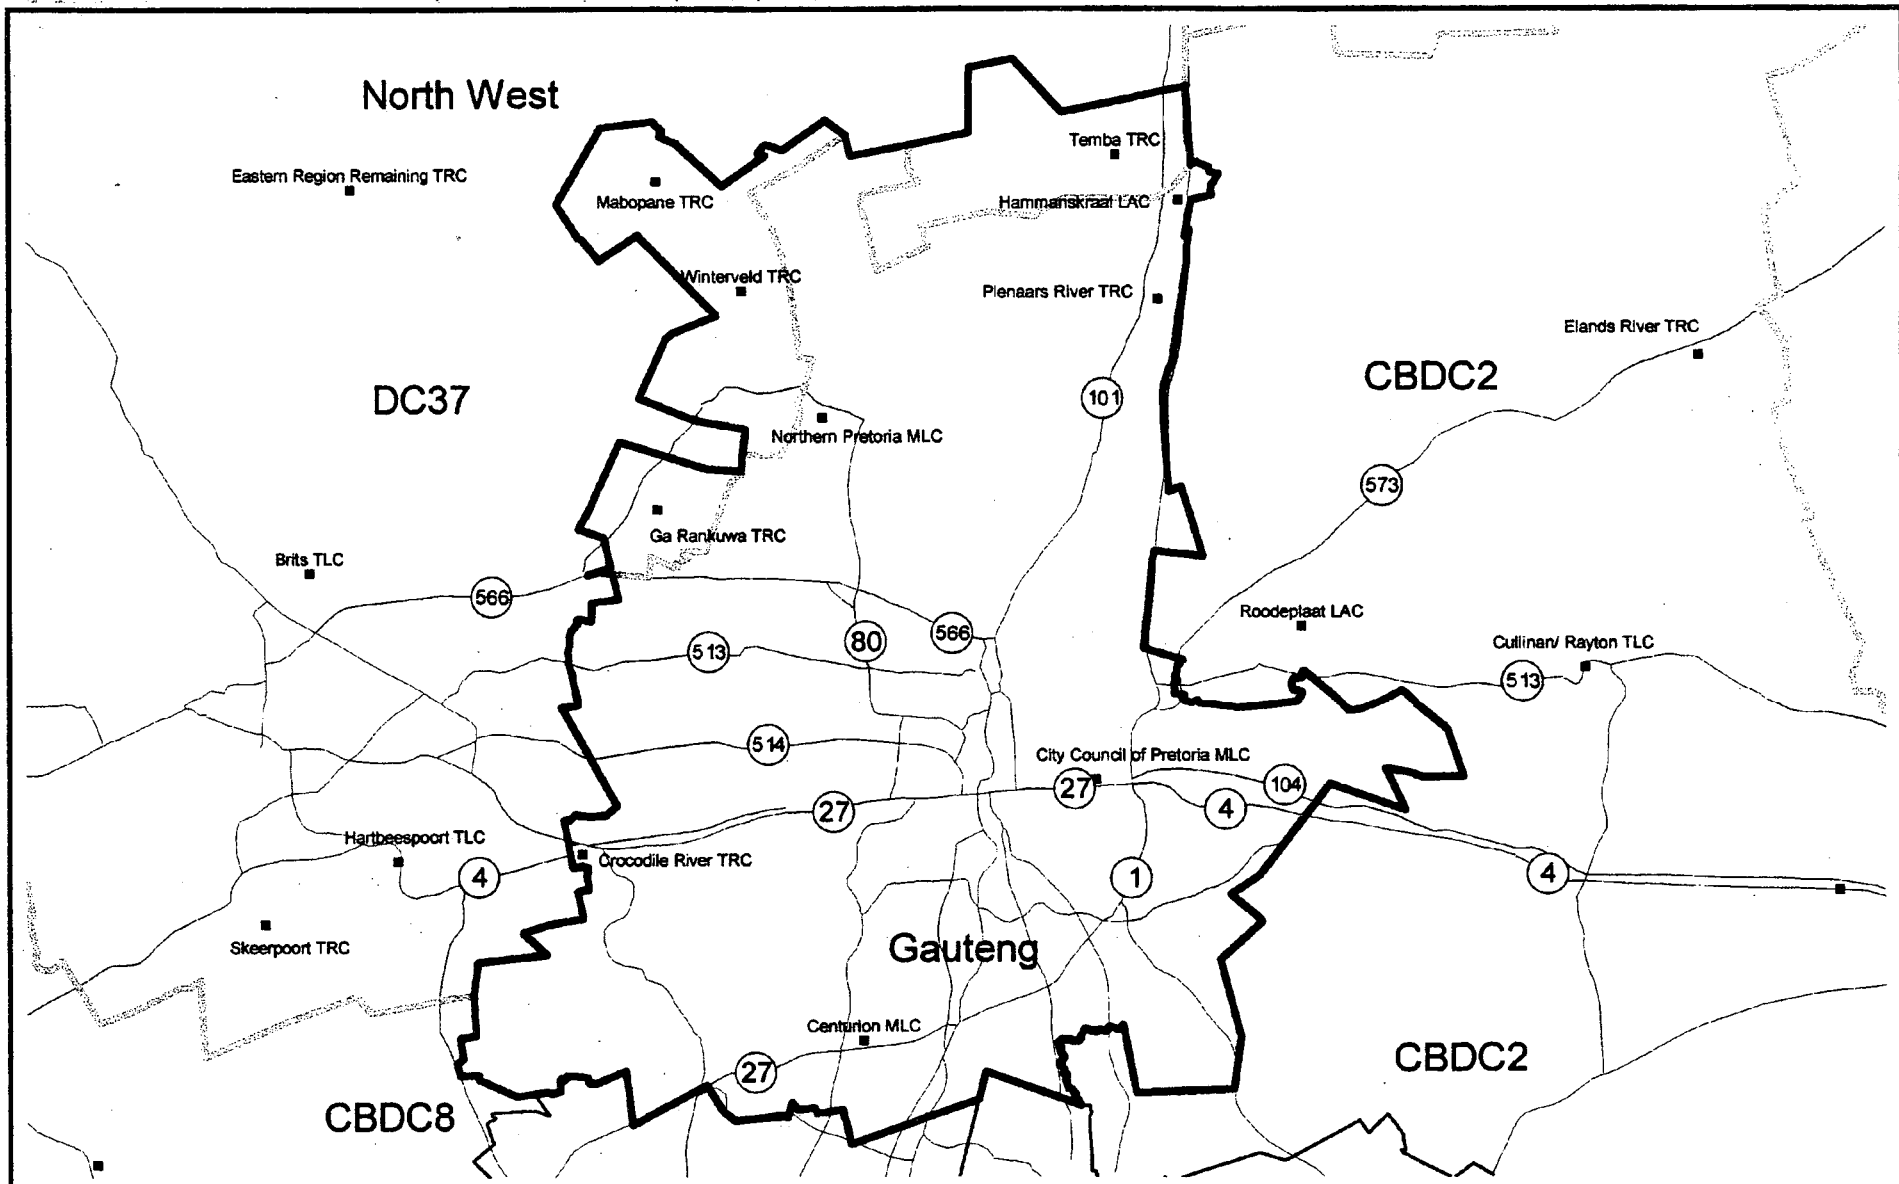 North West
Temba TRC
Eastern Region Remaining TRC
Mabopane TRC
Hammanskraal LAC
Winterveld TRC
Pienaars River TRC
Elands River TRC
CBDC2
DC37
101
Northern Pretoria MLC
573
Ga Rankuwa TRC
Brits TLC
566
Roodeplaat LAC
80
566
513
Cullinan/ Rayton TLC
513
514
City Council of Pretoria MLC
27
104
27
4
Hartbeespoort TLC
Crocodile River TRC
4
1
4
Skeerpoort TRC
Gauteng
Centurion MLC
27
CBDC2
CBDC8